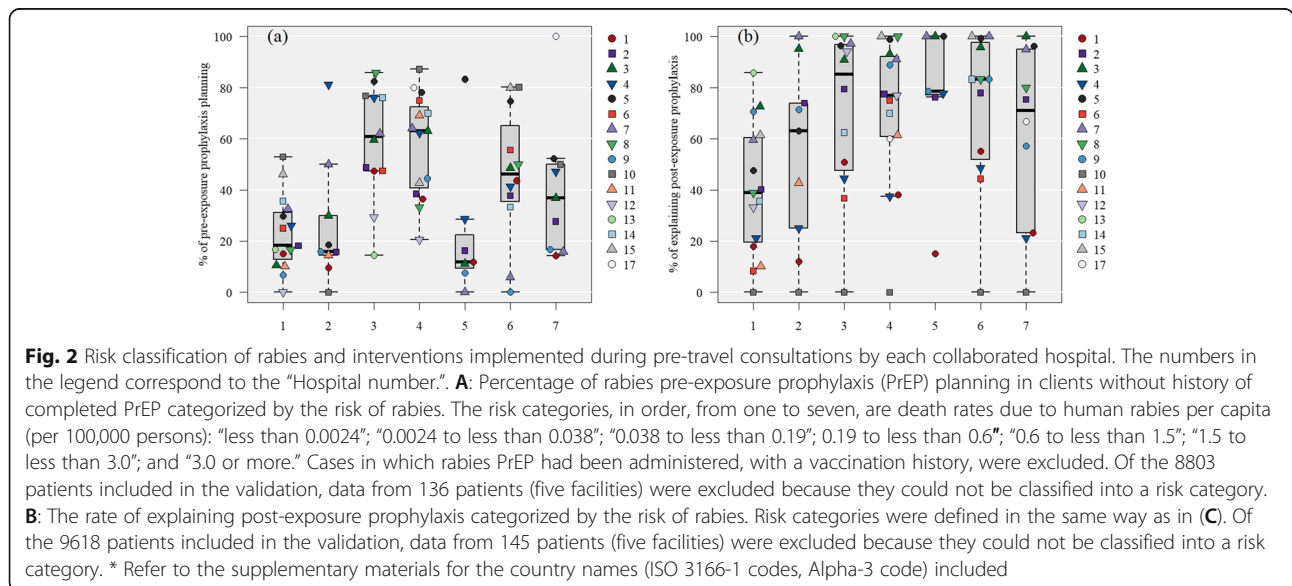 (a)
% of pre-exposure prophylaxis planning
100
80
60
40
20
0
1 2 3 4 5 6 7
1
2
3
4
5
6
7
8
9
10
11
12
13
14
15
17
(b)
% of explaining post-exposure prophylaxis
100
80
60
40
20
0
1 2 3 4 5 6 7
1
2
3
4
5
6
7
8
9
10
11
12
13
14
15
17
Fig. 2 Risk classification of rabies and interventions implemented during pre-travel consultations by each collaborated hospital. The numbers in
the legend correspond to the “Hospital number.”. A: Percentage of rabies pre-exposure prophylaxis (PrEP) planning in clients without history of
completed PrEP categorized by the risk of rabies. The risk categories, in order, from one to seven, are death rates due to human rabies per capita
(per 100,000 persons): “less than 0.0024”; “0.0024 to less than 0.038”; “0.038 to less than 0.19”; 0.19 to less than 0.6”; “0.6 to less than 1.5”; “1.5 to
less than 3.0”; and “3.0 or more.” Cases in which rabies PrEP had been administered, with a vaccination history, were excluded. Of the 8803
patients included in the validation, data from 136 patients (five facilities) were excluded because they could not be classified into a risk category.
B: The rate of explaining post-exposure prophylaxis categorized by the risk of rabies. Risk categories were defined in the same way as in (C). Of
the 9618 patients included in the validation, data from 145 patients (five facilities) were excluded because they could not be classified into a risk
category. * Refer to the supplementary materials for the country names (ISO 3166-1 codes, Alpha-3 code) included